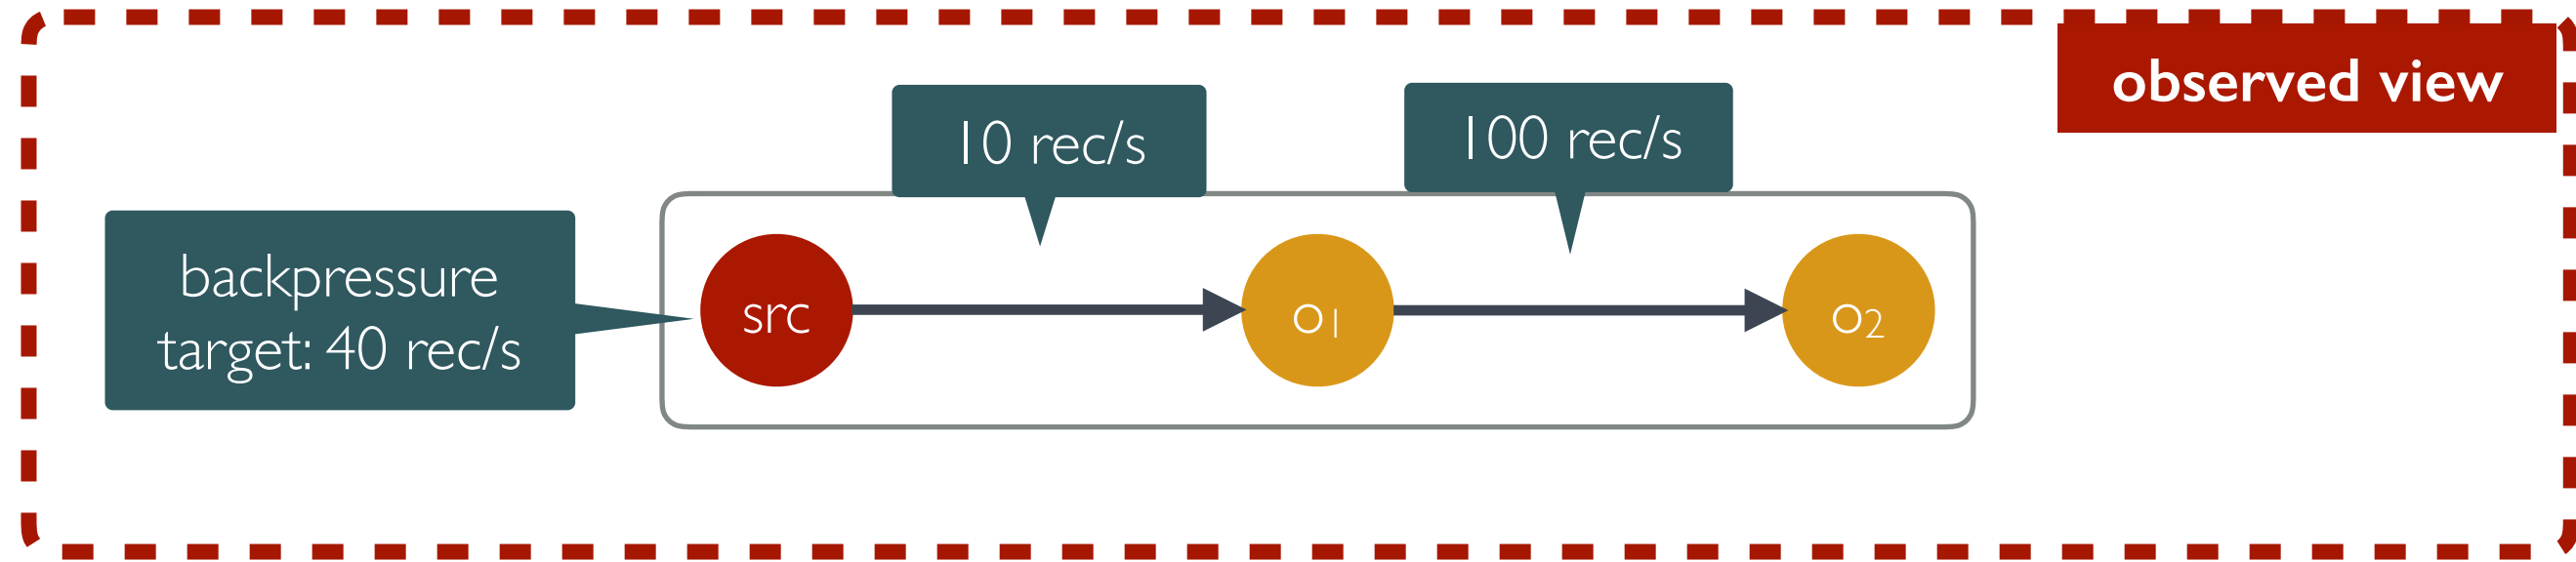 observed view
10 rec/s
100 rec/s
backpressure
target: 40 rec/s
src
o1
o2